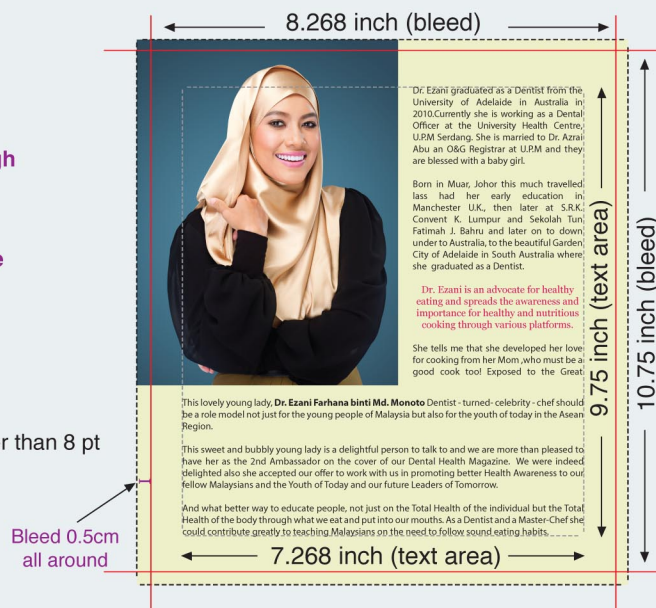 8.268 inch (bleed)
gh
e
r than 8 pt
Bleed 0.5cm
all around
Dr. Ezani graduated as a Dentist from the
University of Adelaide in Australia in
2010.Currently she is working as a Dental
Officer at the University Health Centre,
U.P.M Serdang. She is married to Dr. Azrai
Abu an O&G Registrar at U.P.M and they
are blessed with a baby girl.
Born in Muar, Johor this much travelled
lass had her early education in
Manchester U.K., then later at S.R.K.
Convent K. Lumpur and Sekolah Tun
Fatimah J. Bahru and later on to down
under to Australia, to the beautiful Garden
City of Adelaide in South Australia where
she graduated as a Dentist.
Dr. Ezani is an advocate for healthy
eating and spreads the awareness and
importance for healthy and nutritious
cooking through various platforms.
She tells me that she developed her love
for cooking from her Mom ,who must be a
good cook too! Exposed to the Great
This lovely young lady, Dr. Ezani Farhana binti Md. Monoto Dentist - turned- celebrity - chef should
be a role model not just for the young people of Malaysia but also for the youth of today in the Asean
Region.
This sweet and bubbly young lady is a delightful person to talk to and we are more than pleased to
have her as the 2nd Ambassador on the cover of our Dental Health Magazine. We were indeed
delighted also she accepted our offer to work with us in promoting better Health Awareness to our
fellow Malaysians and the Youth of Today and our future Leaders of Tomorrow.
And what better way to educate people, not just on the Total Health of the individual but the Total
Health of the body through what we eat and put into our mouths. As a Dentist and a Master-Chef she
could contribute greatly to teaching Malaysians on the need to follow sound eating habits.
7.268 inch (text area)
9.75 inch (text area)
10.75 inch (bleed)